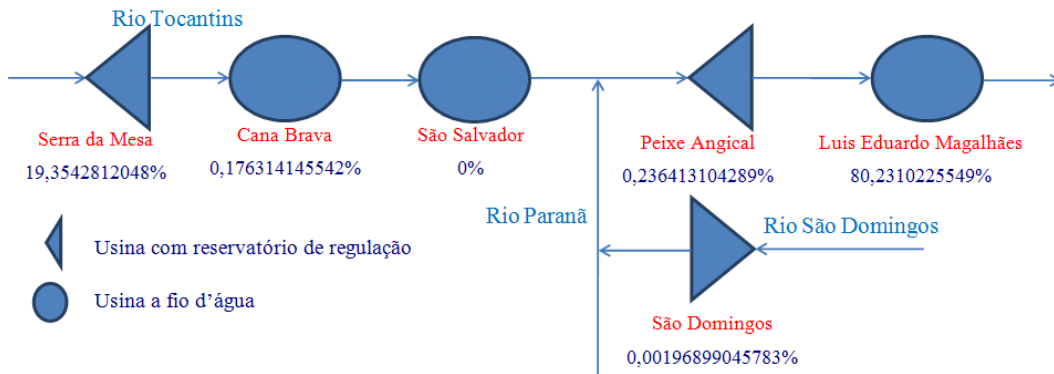 Rio Tocantins
Serra da Mesa
19,3542812048%
Cana Brava
0,176314145542%
São Salvador
0%
Peixe Angical
0,236413104289%
Luis Eduardo Magalhães
80,2310225549%
Rio Paranã
Rio São Domingos
São Domingos
0,00196899045783%
Usina com reservatório de regulação
Usina a fio d’água